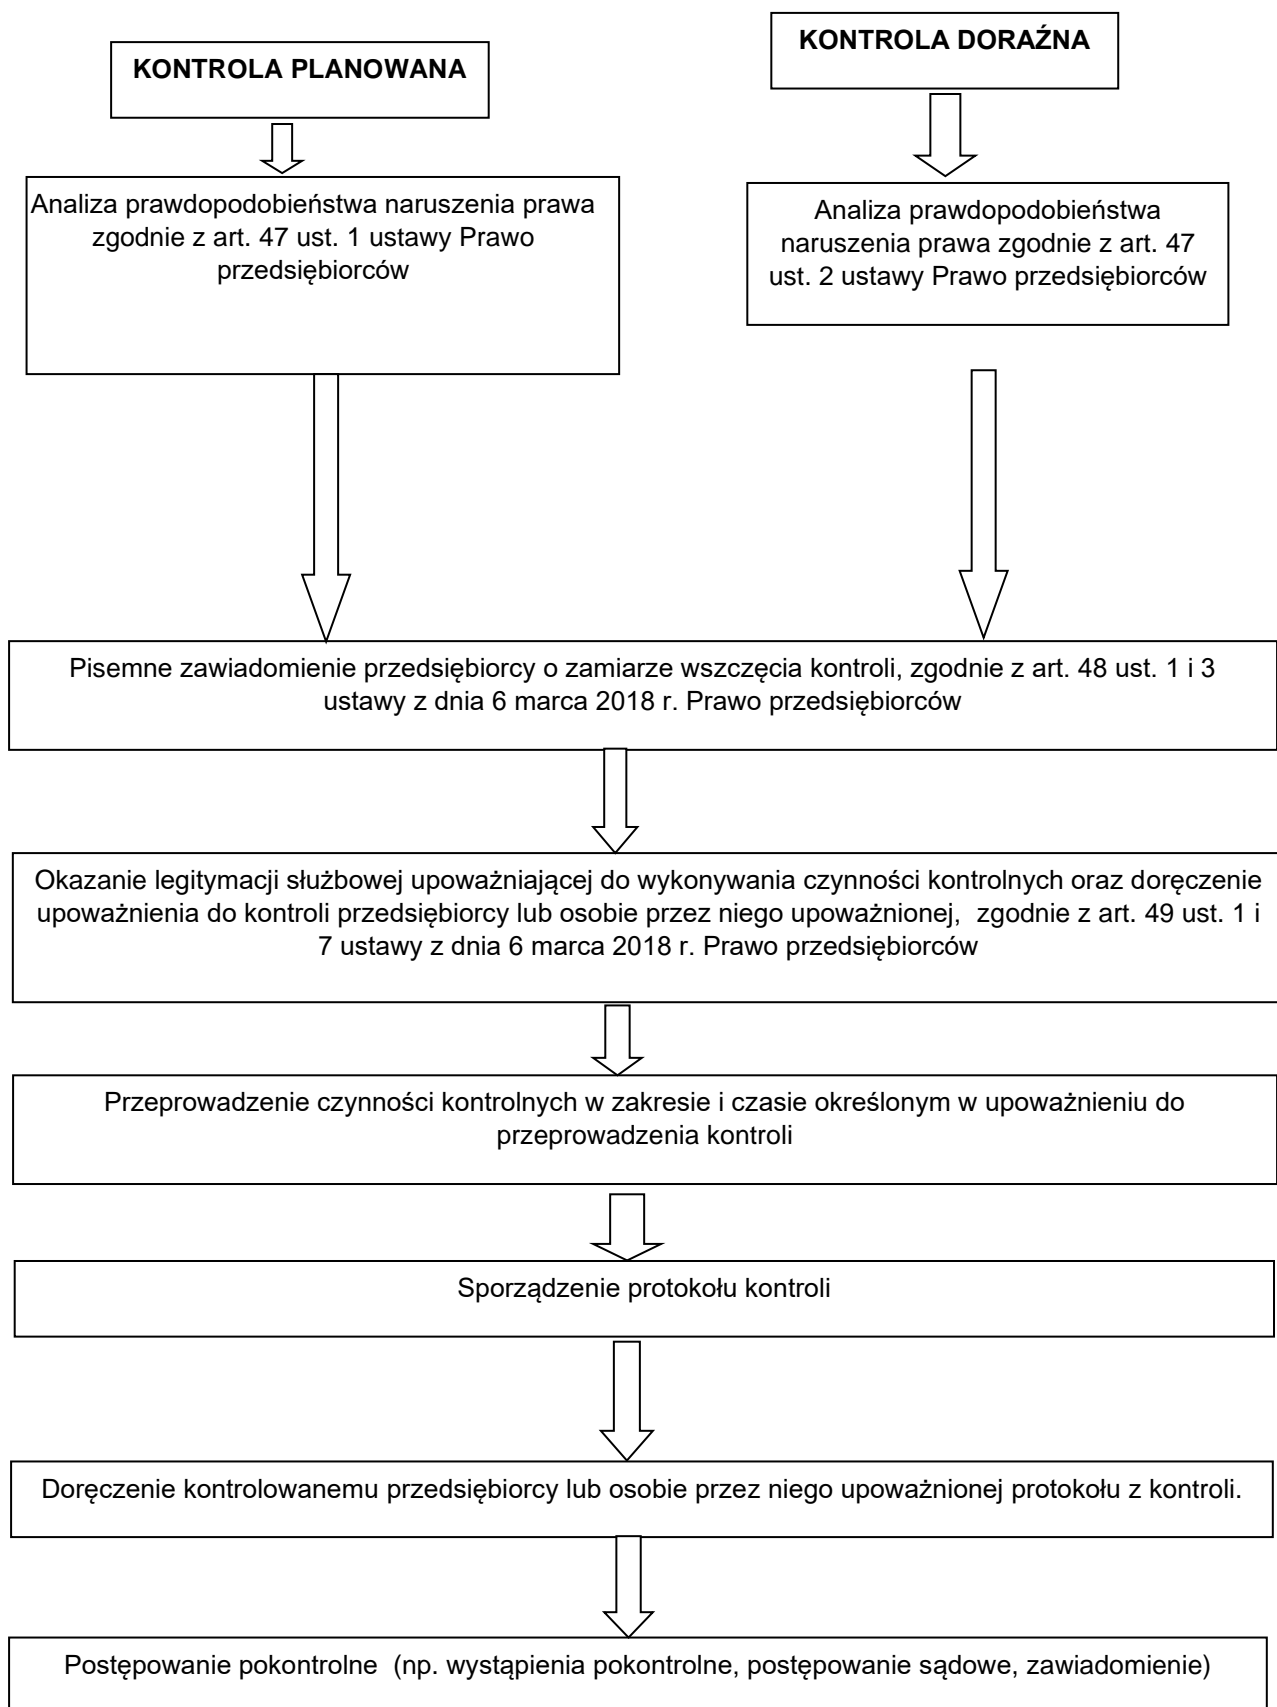 KONTROLA PLANOWANA
KONTROLA DORAŹNA
Analiza prawdopodobieństwa naruszenia prawa
zgodnie z art. 47 ust. 1 ustawy Prawo
przedsiębiorców
Analiza prawdopodobieństwa
naruszenia prawa zgodnie z art. 47
ust. 2 ustawy Prawo przedsiębiorców
Pisemne zawiadomienie przedsiębiorcy o zamiarze wszczęcia kontroli, zgodnie z art. 48 ust. 1 i 3
ustawy z dnia 6 marca 2018 r. Prawo przedsiębiorców
Okazanie legitymacji służbowej upoważniającej do wykonywania czynności kontrolnych oraz doręczenie
upoważnienia do kontroli przedsiębiorcy lub osobie przez niego upoważnionej, zgodnie z art. 49 ust. 1 i
7 ustawy z dnia 6 marca 2018 r. Prawo przedsiębiorców
Przeprowadzenie czynności kontrolnych w zakresie i czasie określonym w upoważnieniu do
przeprowadzenia kontroli
Sporządzenie protokołu kontroli
Doręczenie kontrolowanemu przedsiębiorcy lub osobie przez niego upoważnionej protokołu z kontroli.
Postępowanie pokontrolne (np. wystąpienia pokontrolne, postępowanie sądowe, zawiadomienie)